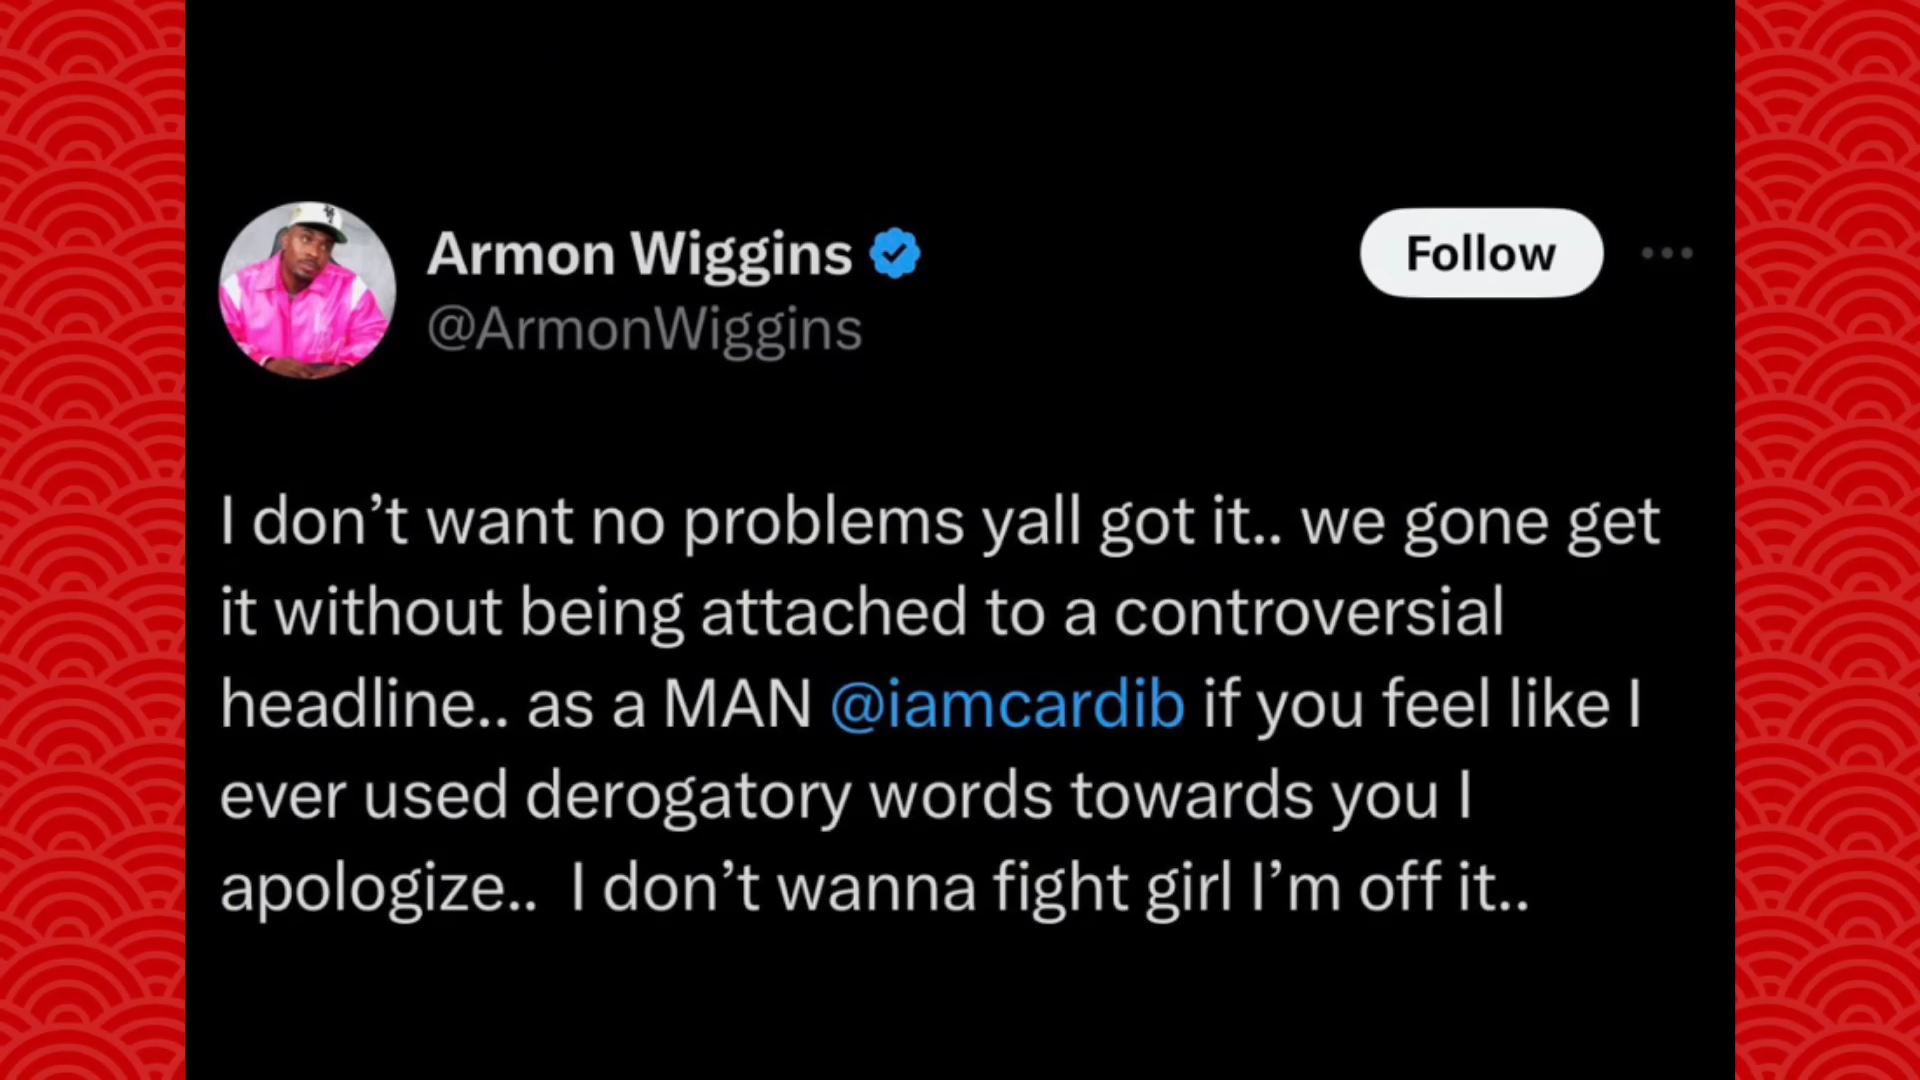 Armon Wiggins
Follow
@ArmonWiggins
I don’t want no problems yall got it.. we gone get
it without being attached to a controversial
headline.. as a MAN @iamcardib if you feel like I
ever used derogatory words towards you I
apologize..  I don’t wanna fight girl I’m off it..